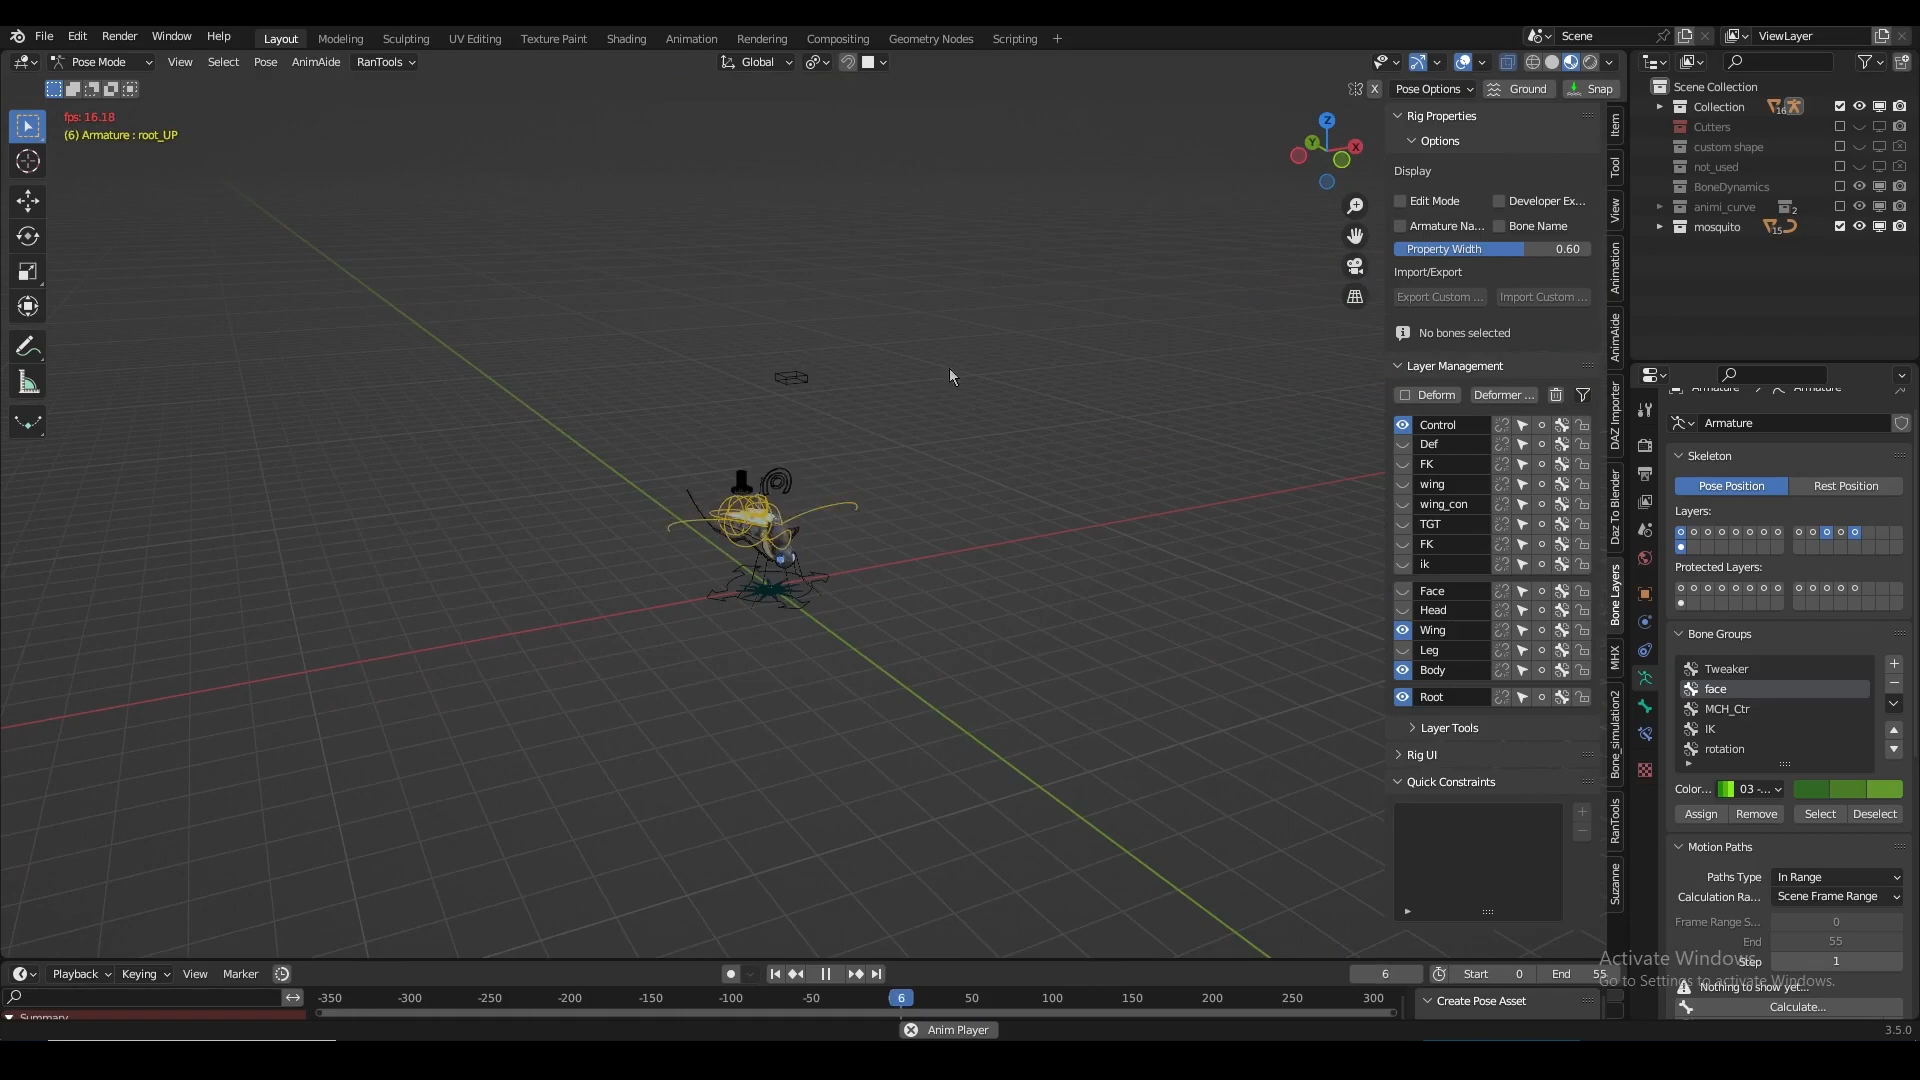 File Edit Render Window Help Layout Modeling Sculpting UV Editing Texture Paint Shading Animation Rendering Compositing Geometry Nodes Scripting + Scene ViewLayer
Pose Mode View Select Pose AnimAide RanTools Global
X Pose Options Ground Snap
fps: 16.18
(6) Armature : root_UP
Z
Y
X
Rig Properties
Options
Display
Edit Mode Developer Ex...
Armature Na... Bone Name
Property Width 0.60
Import/Export
Export Custom ... Import Custom ...
No bones selected
Layer Management
Deform Deformer ...
Control
Def
FK
wing
wing_con
TGT
FK
ik
Face
Head
Wing
Leg
Body
Root
Layer Tools
Rig UI
Quick Constraints
Item
Tool
View
Animation
AnimAide
DAZ Importer
Daz To Blender
Bone Layers
MHX
Bone_simulation2
RanTools
Suzanne
Scene Collection
Collection 16
Cutters
custom shape
not_used
BoneDynamics
animi_curve 2
mosquito 15
Armature Armature
Armature
Skeleton
Pose Position Rest Position
Layers:
Protected Layers:
Bone Groups
Tweaker
face
MCH_Ctr
IK
rotation
Color... 03 -...
Assign Remove Select Deselect
Motion Paths
Paths Type In Range
Calculation Ra... Scene Frame Range
Frame Range S... 0
End 55
Step 1
Nothing to show yet...
Calculate...
Activate Windows
Go to Settings to activate Windows.
Playback Keying View Marker 6 Start 0 End 55
-350 -300 -250 -200 -150 -100 -50 6 50 100 150 200 250 300
Create Pose Asset
Summary
Anim Player
3.5.0